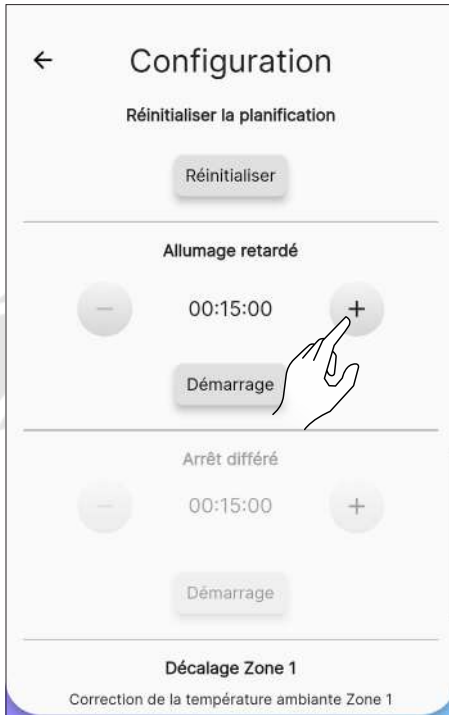 ← Configuration
Réinitialiser la planification
Réinitialiser
Allumage retardé
− 00:15:00 +
Démarrage
Arrêt différé
− 00:15:00 +
Démarrage
Décalage Zone 1
Correction de la température ambiante Zone 1